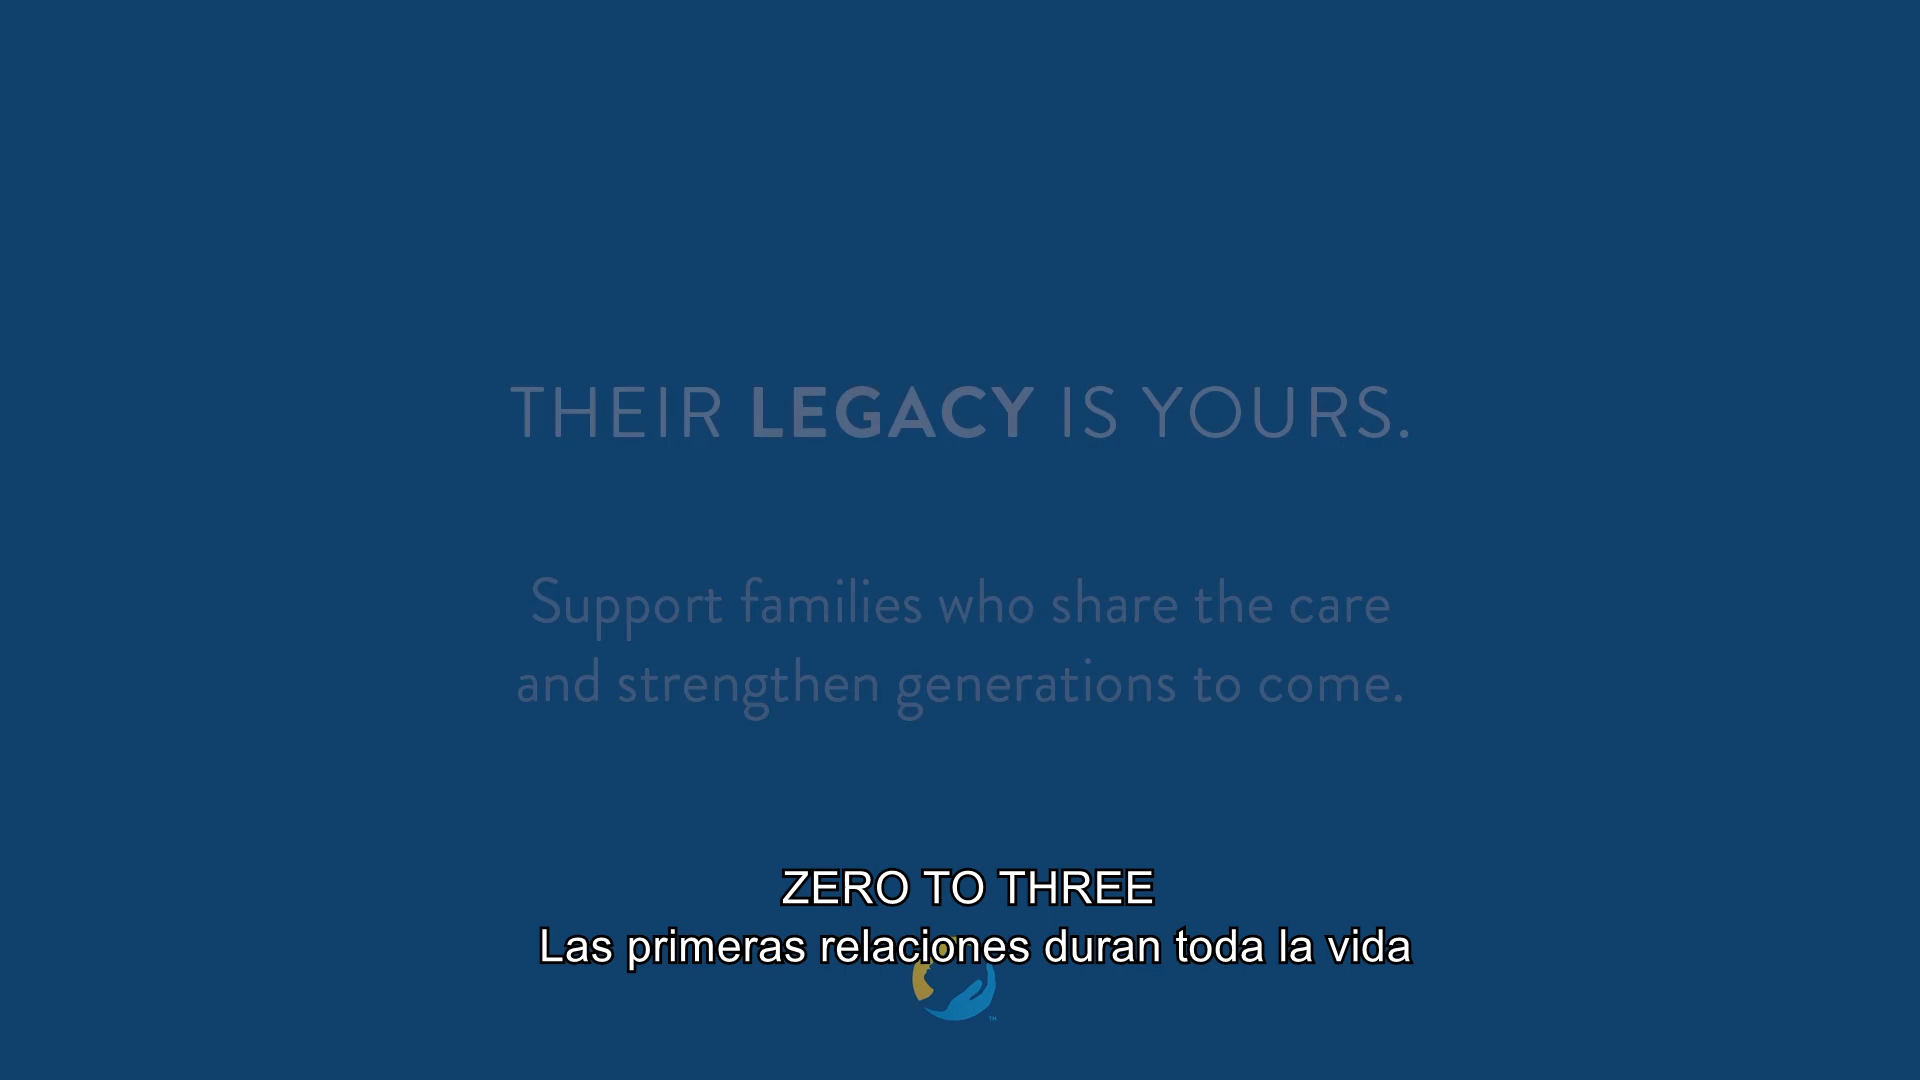 THEIR LEGACY IS YOURS.
Support families who share the care
and strengthen generations to come.
ZERO TO THREE
Las primeras relaciones duran toda la vida
TM